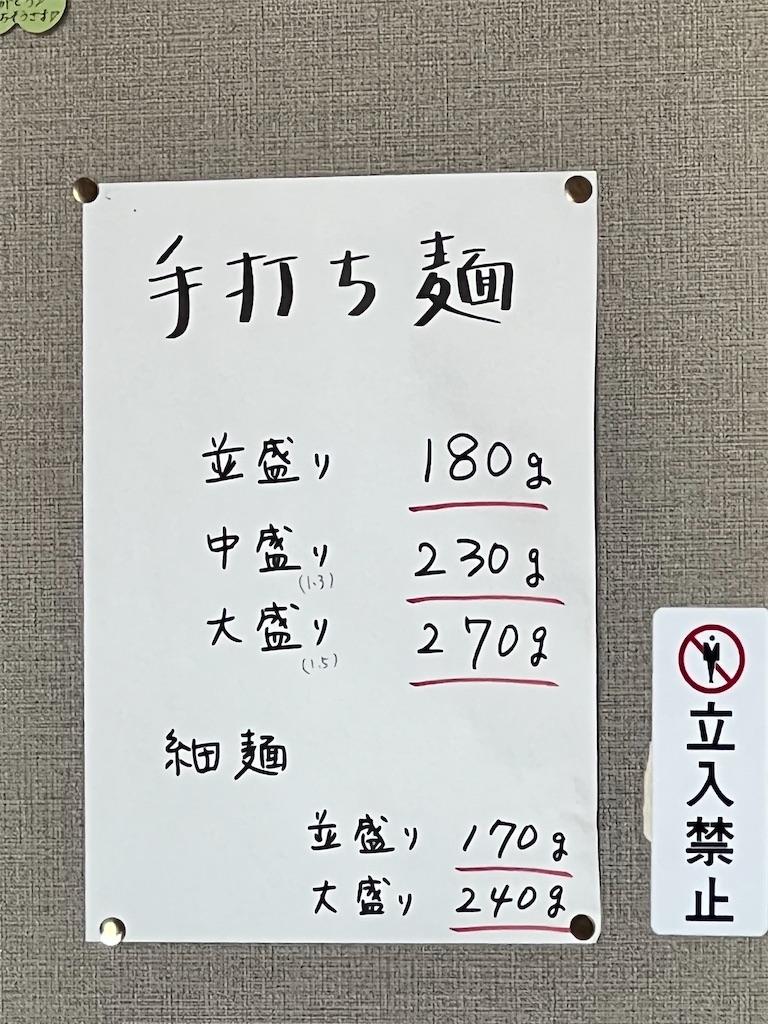 手打ち麺
並盛り 180g
中盛り 230g
(1.3)
大盛り 270g
(1.5)
細麺
並盛り 170g
大盛り 240g
立入禁止